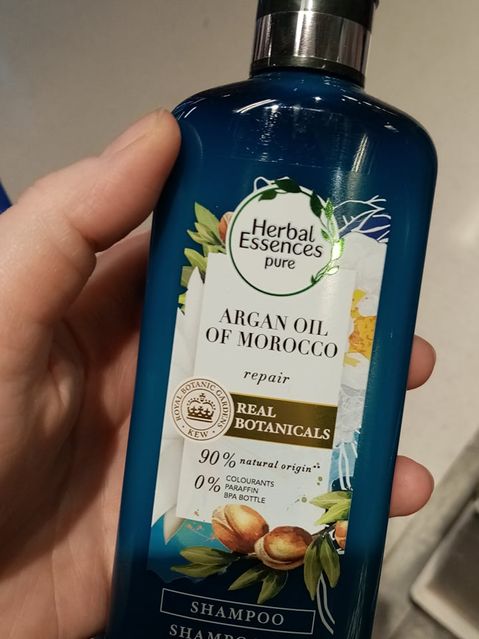 Herbal
Essences
pure
ARGAN OIL
OF MOROCCO
repair
ROYAL BOTANIC GARDENS
KEW
REAL
BOTANICALS
90% natural origin**
0% COLOURANTS
PARAFFIN
BPA BOTTLE
SHAMPOO